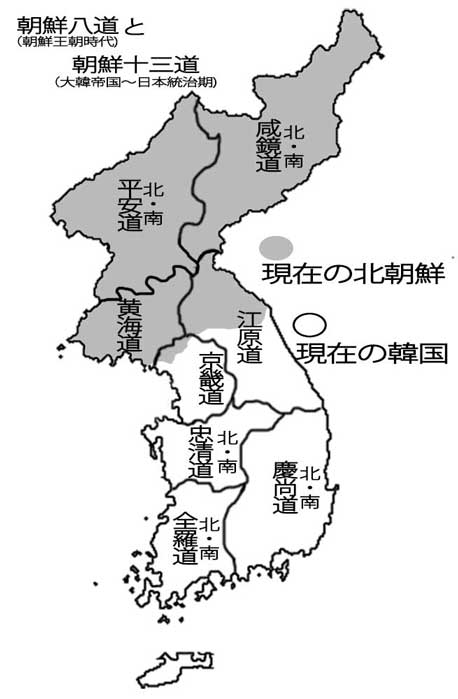 朝鮮八道と
(朝鮮王朝時代)
朝鮮十三道
(大韓帝国～日本統治期)
咸鏡道
北・南
平安道
北・南
現在の北朝鮮
黄海道
江原道
現在の韓国
京畿道
忠清道
北・南
慶尚道
北・南
全羅道
北・南